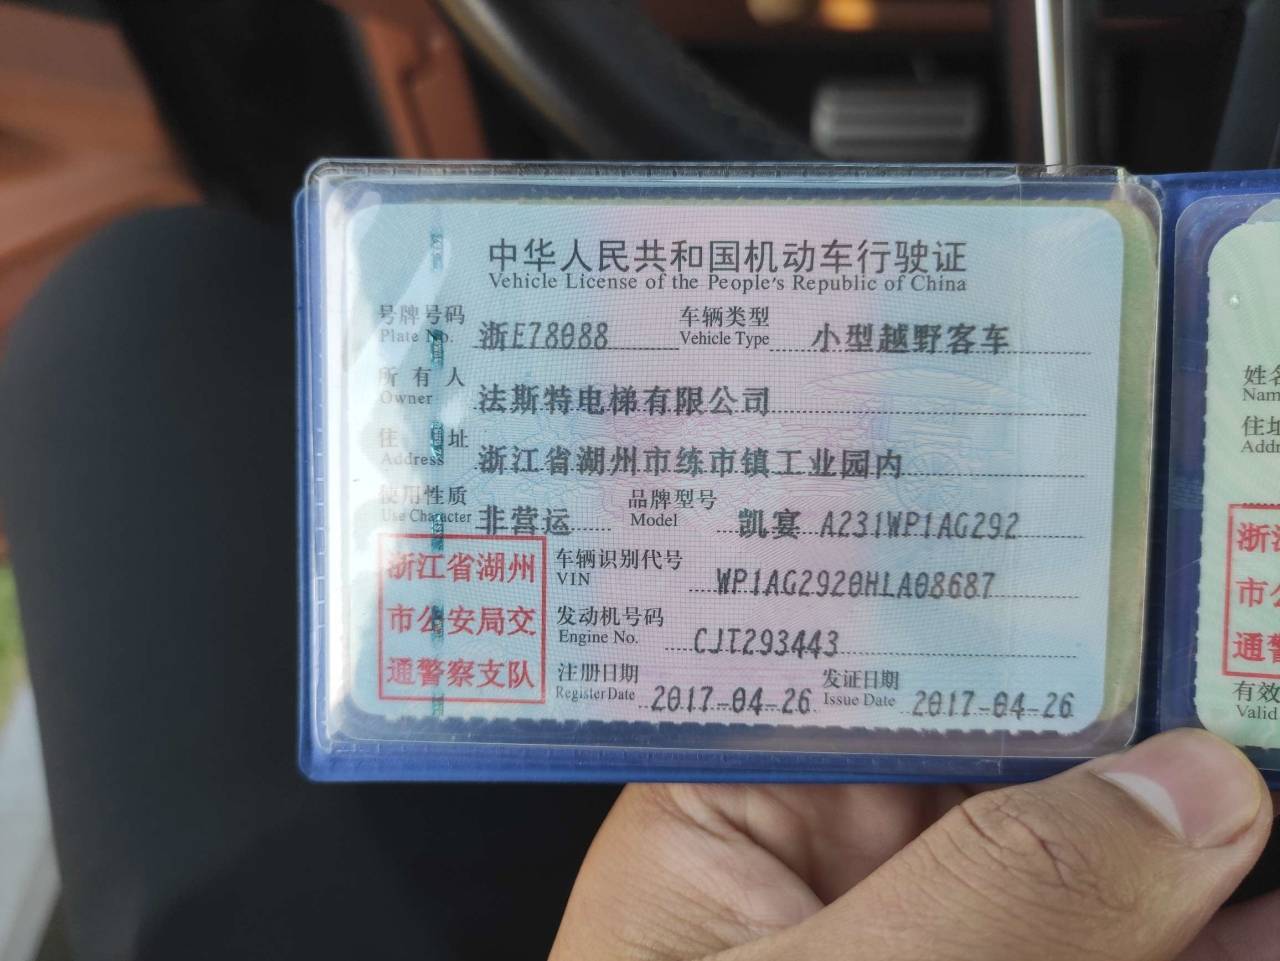 中华人民共和国机动车行驶证
Vehicle License of the People's Republic of China
号牌号码 浙E78088 车辆类型 小型越野客车
Plate No. Vehicle Type
所有人 法斯特电梯有限公司
Owner
住址 浙江省湖州市练市镇工业园内
Address
使用性质 非营运 品牌型号 凯宴 A231WP1AG292
Use Character Model
浙江省湖州
市公安局交
通警察支队
车辆识别代号 WP1AG2920HLA08687
VIN
发动机号码 CJT293443
Engine No.
注册日期 2017-04-26 发证日期 2017-04-26
Register Date Issue Date
姓名
Nam
住址
Addr
浙
市公
通警
有效
Valid